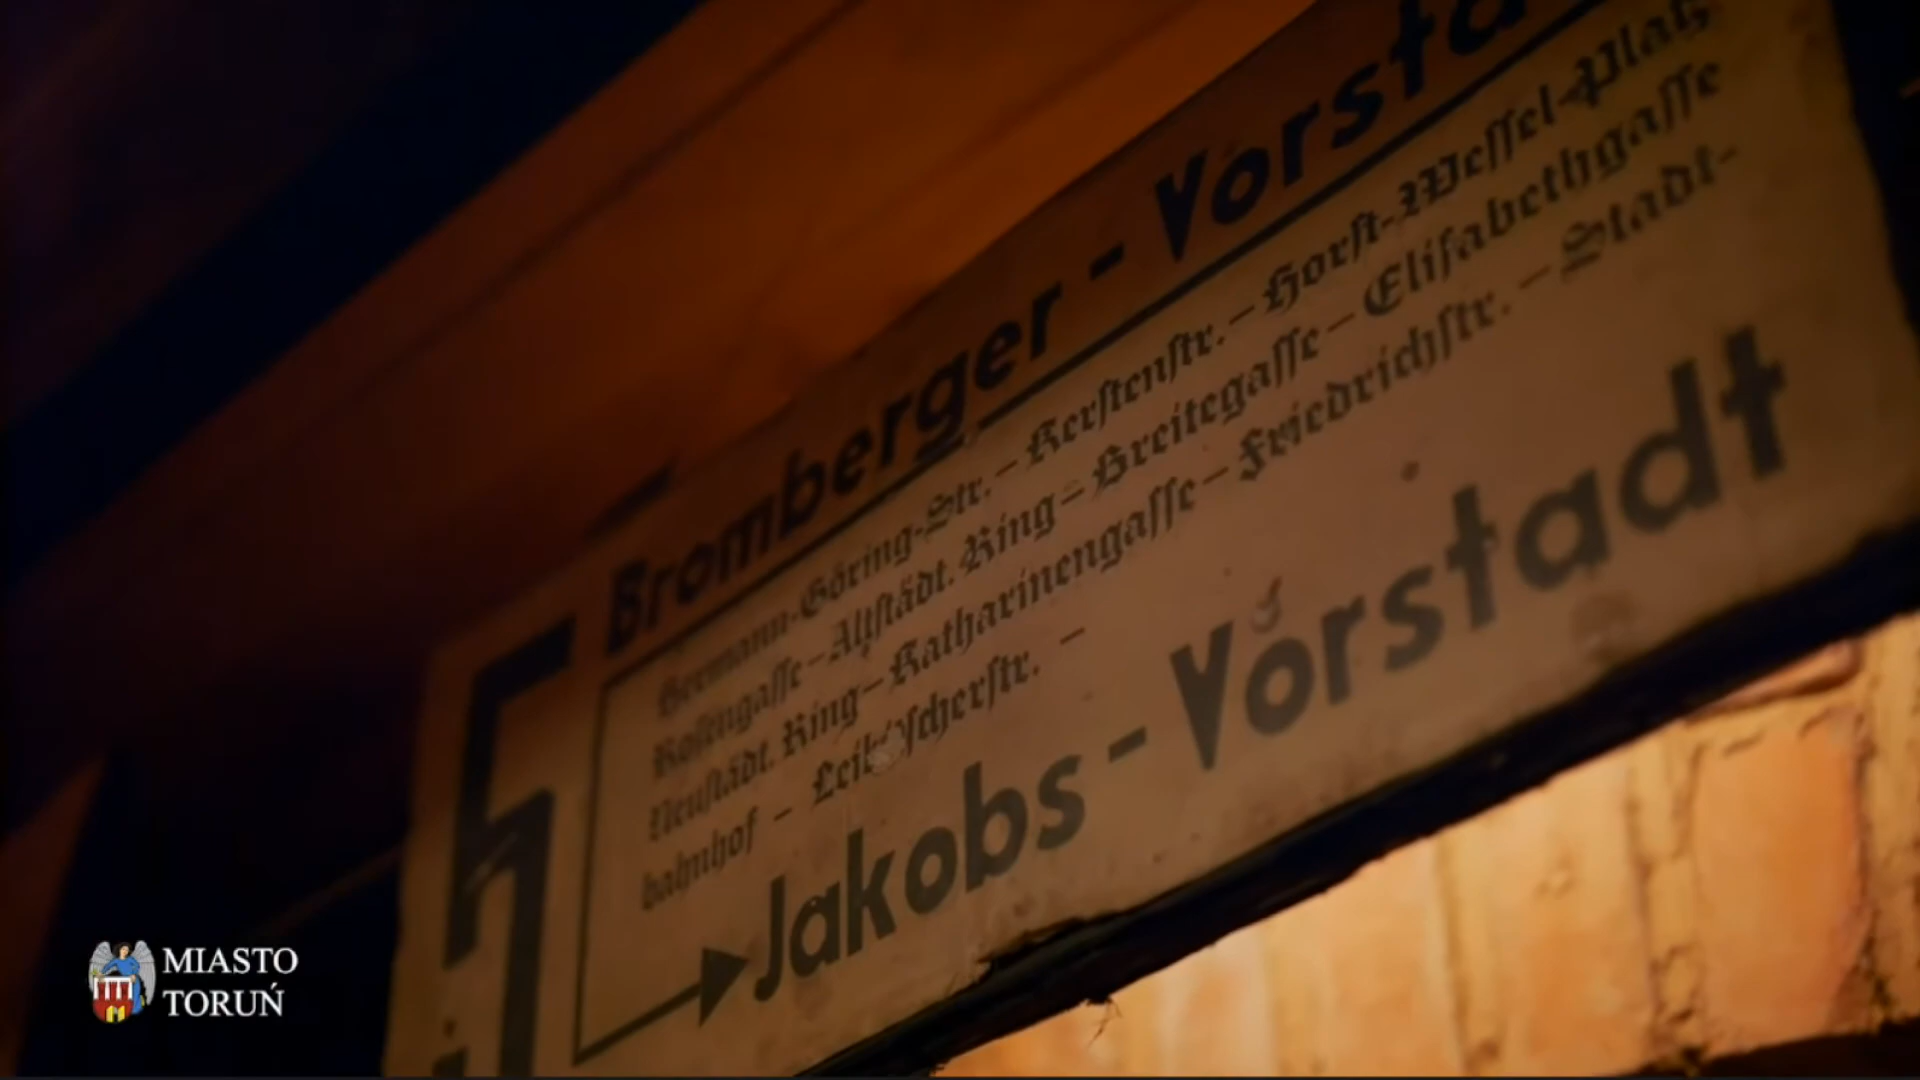 Bromberger - Vorsta
Hermann-Göring-Str. – Kerstenstr. – Horst-Wessel-Platz
Rosengasse – Altstädt. Ring – Breitegasse – Elisabethgasse
Neustädt. Ring – Katharinengasse – Friedrichstr. – Stadt-
bahnhof – Leibitscherstr. –
Jakobs - Vorstadt
MIASTO
TORUŃ